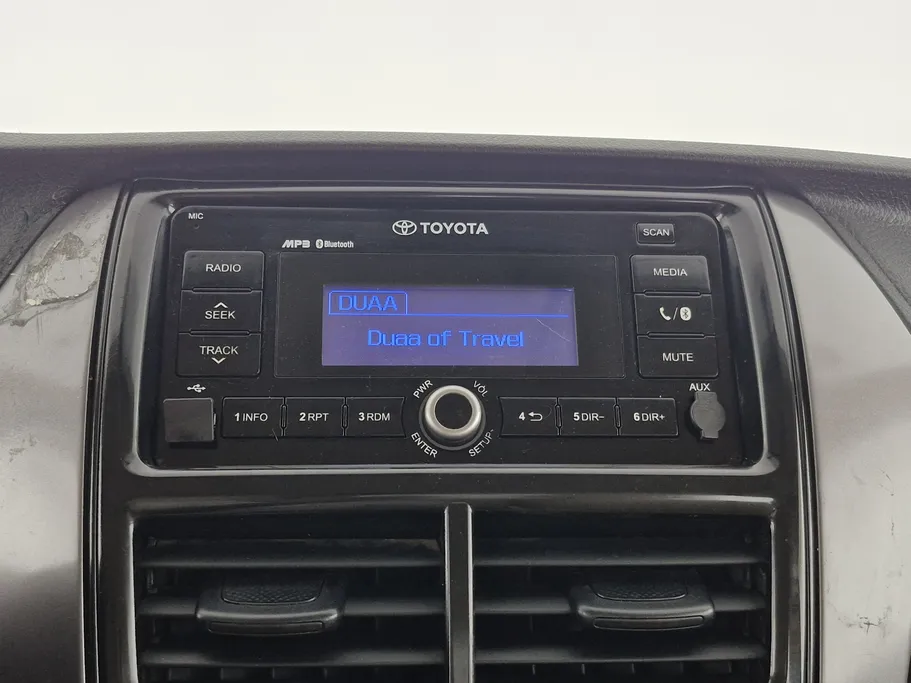 MIC
TOYOTA
SCAN
MP3 Bluetooth
RADIO
MEDIA
DUAA
SEEK
Duaa of Travel
TRACK
MUTE
PWR VOL
AUX
1 INFO 2 RPT 3 RDM 4 5 DIR- 6 DIR+
ENTER SETUP